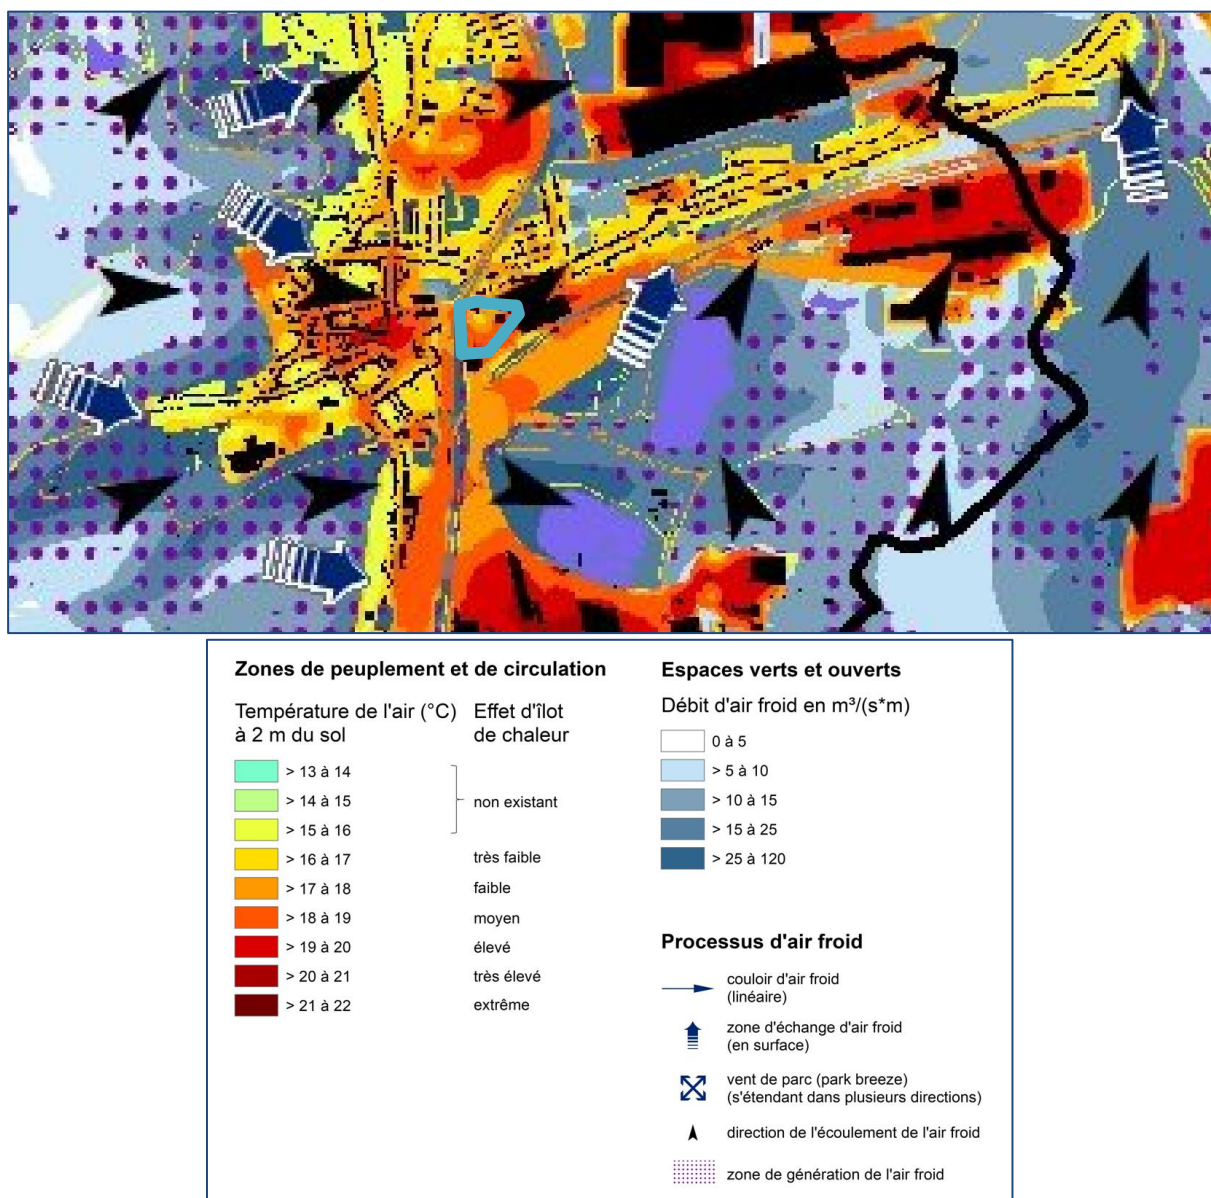 Zones de peuplement et de circulation
Température de l'air (°C)
à 2 m du sol
Effet d'îlot
de chaleur
> 13 à 14
> 14 à 15
> 15 à 16
non existant
> 16 à 17 très faible
> 17 à 18 faible
> 18 à 19 moyen
> 19 à 20 élevé
> 20 à 21 très élevé
> 21 à 22 extrême
Espaces verts et ouverts
Débit d'air froid en m³/(s*m)
0 à 5
> 5 à 10
> 10 à 15
> 15 à 25
> 25 à 120
Processus d'air froid
couloir d'air froid
(linéaire)
zone d'échange d'air froid
(en surface)
vent de parc (park breeze)
(s'étendant dans plusieurs directions)
direction de l'écoulement de l'air froid
zone de génération de l'air froid